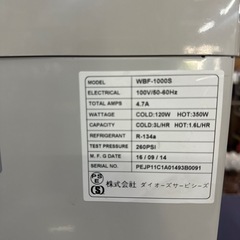 MODEL WBF-1000S
ELECTRICAL 100V/50-60Hz
TOTAL AMPS 4.7A
WATTAGE COLD:120W HOT:350W
CAPACITY COLD:3L/HR HOT:1.6L/HR
REFRIGERANT R-134a
TEST PRESSURE 260PSI
M. F. G 16 / 09 / 14
SERIAL NO. PEJP11C1A01493B0091
PS E
株式会社 ダイオーズサービシーズ